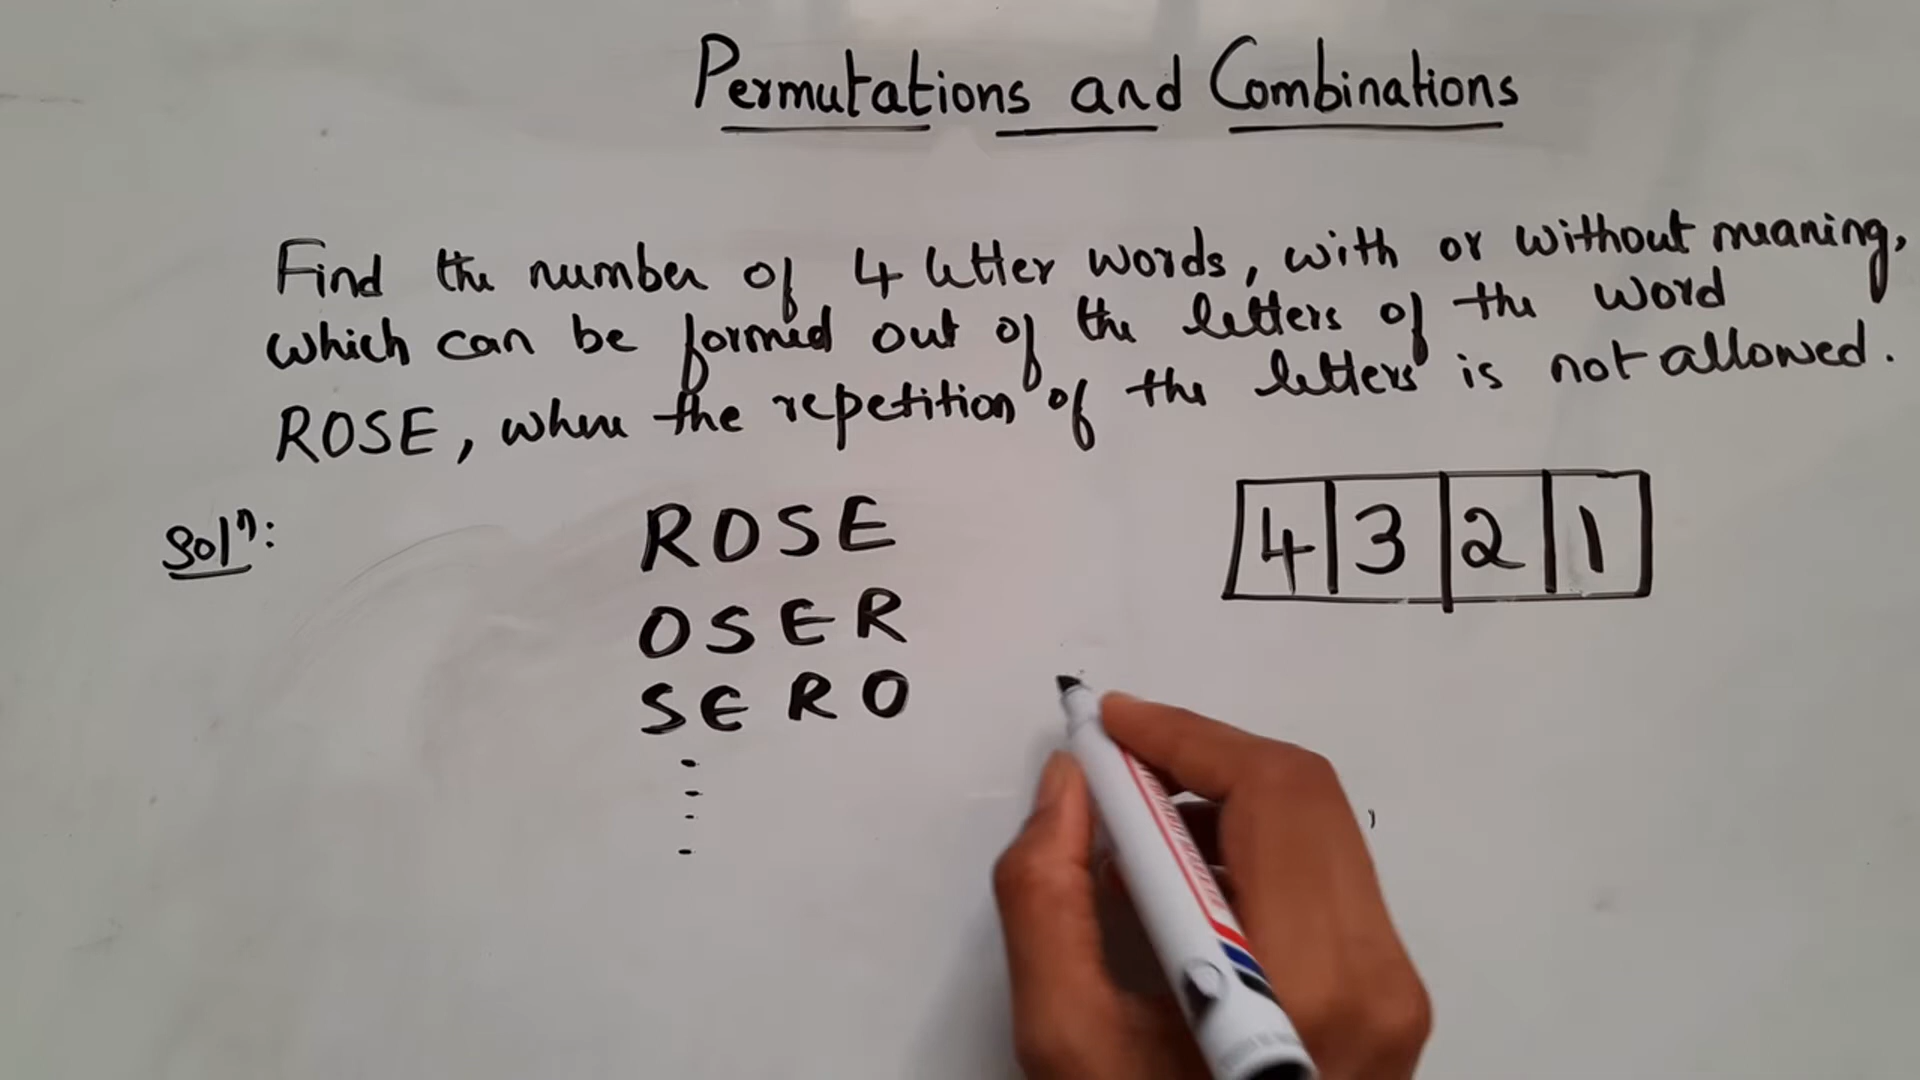 Permutations and Combinations
Find the number of 4 letter words, with or without meaning,
which can be formed out of the letters of the word
ROSE, where the repetition of the letters is not allowed.
Solⁿ:
ROSE
4 3 2 1
OSER
SERO